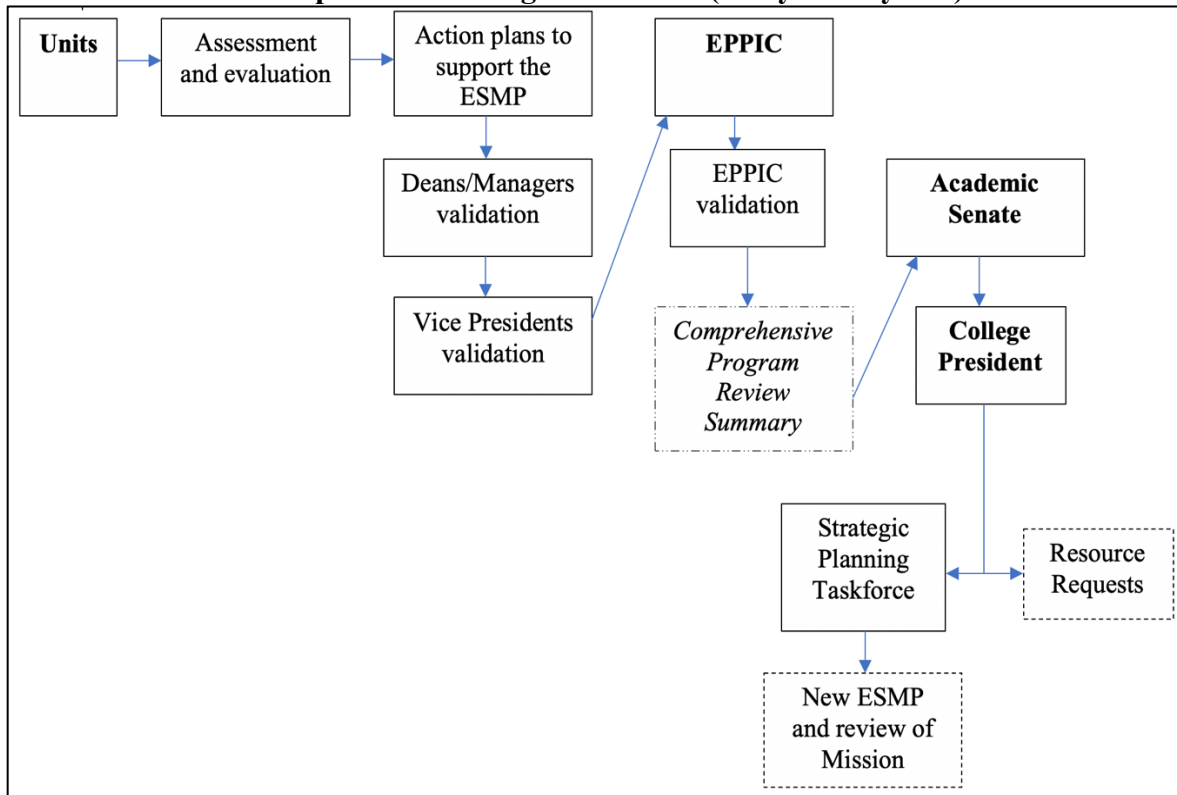 Units
Assessment
and evaluation
Action plans to
support the
ESMP
EPPIC
Deans/Managers
validation
EPPIC
validation
Academic
Senate
Vice Presidents
validation
Comprehensive
Program
Review
Summary
College
President
Strategic
Planning
Taskforce
Resource
Requests
New ESMP
and review of
Mission